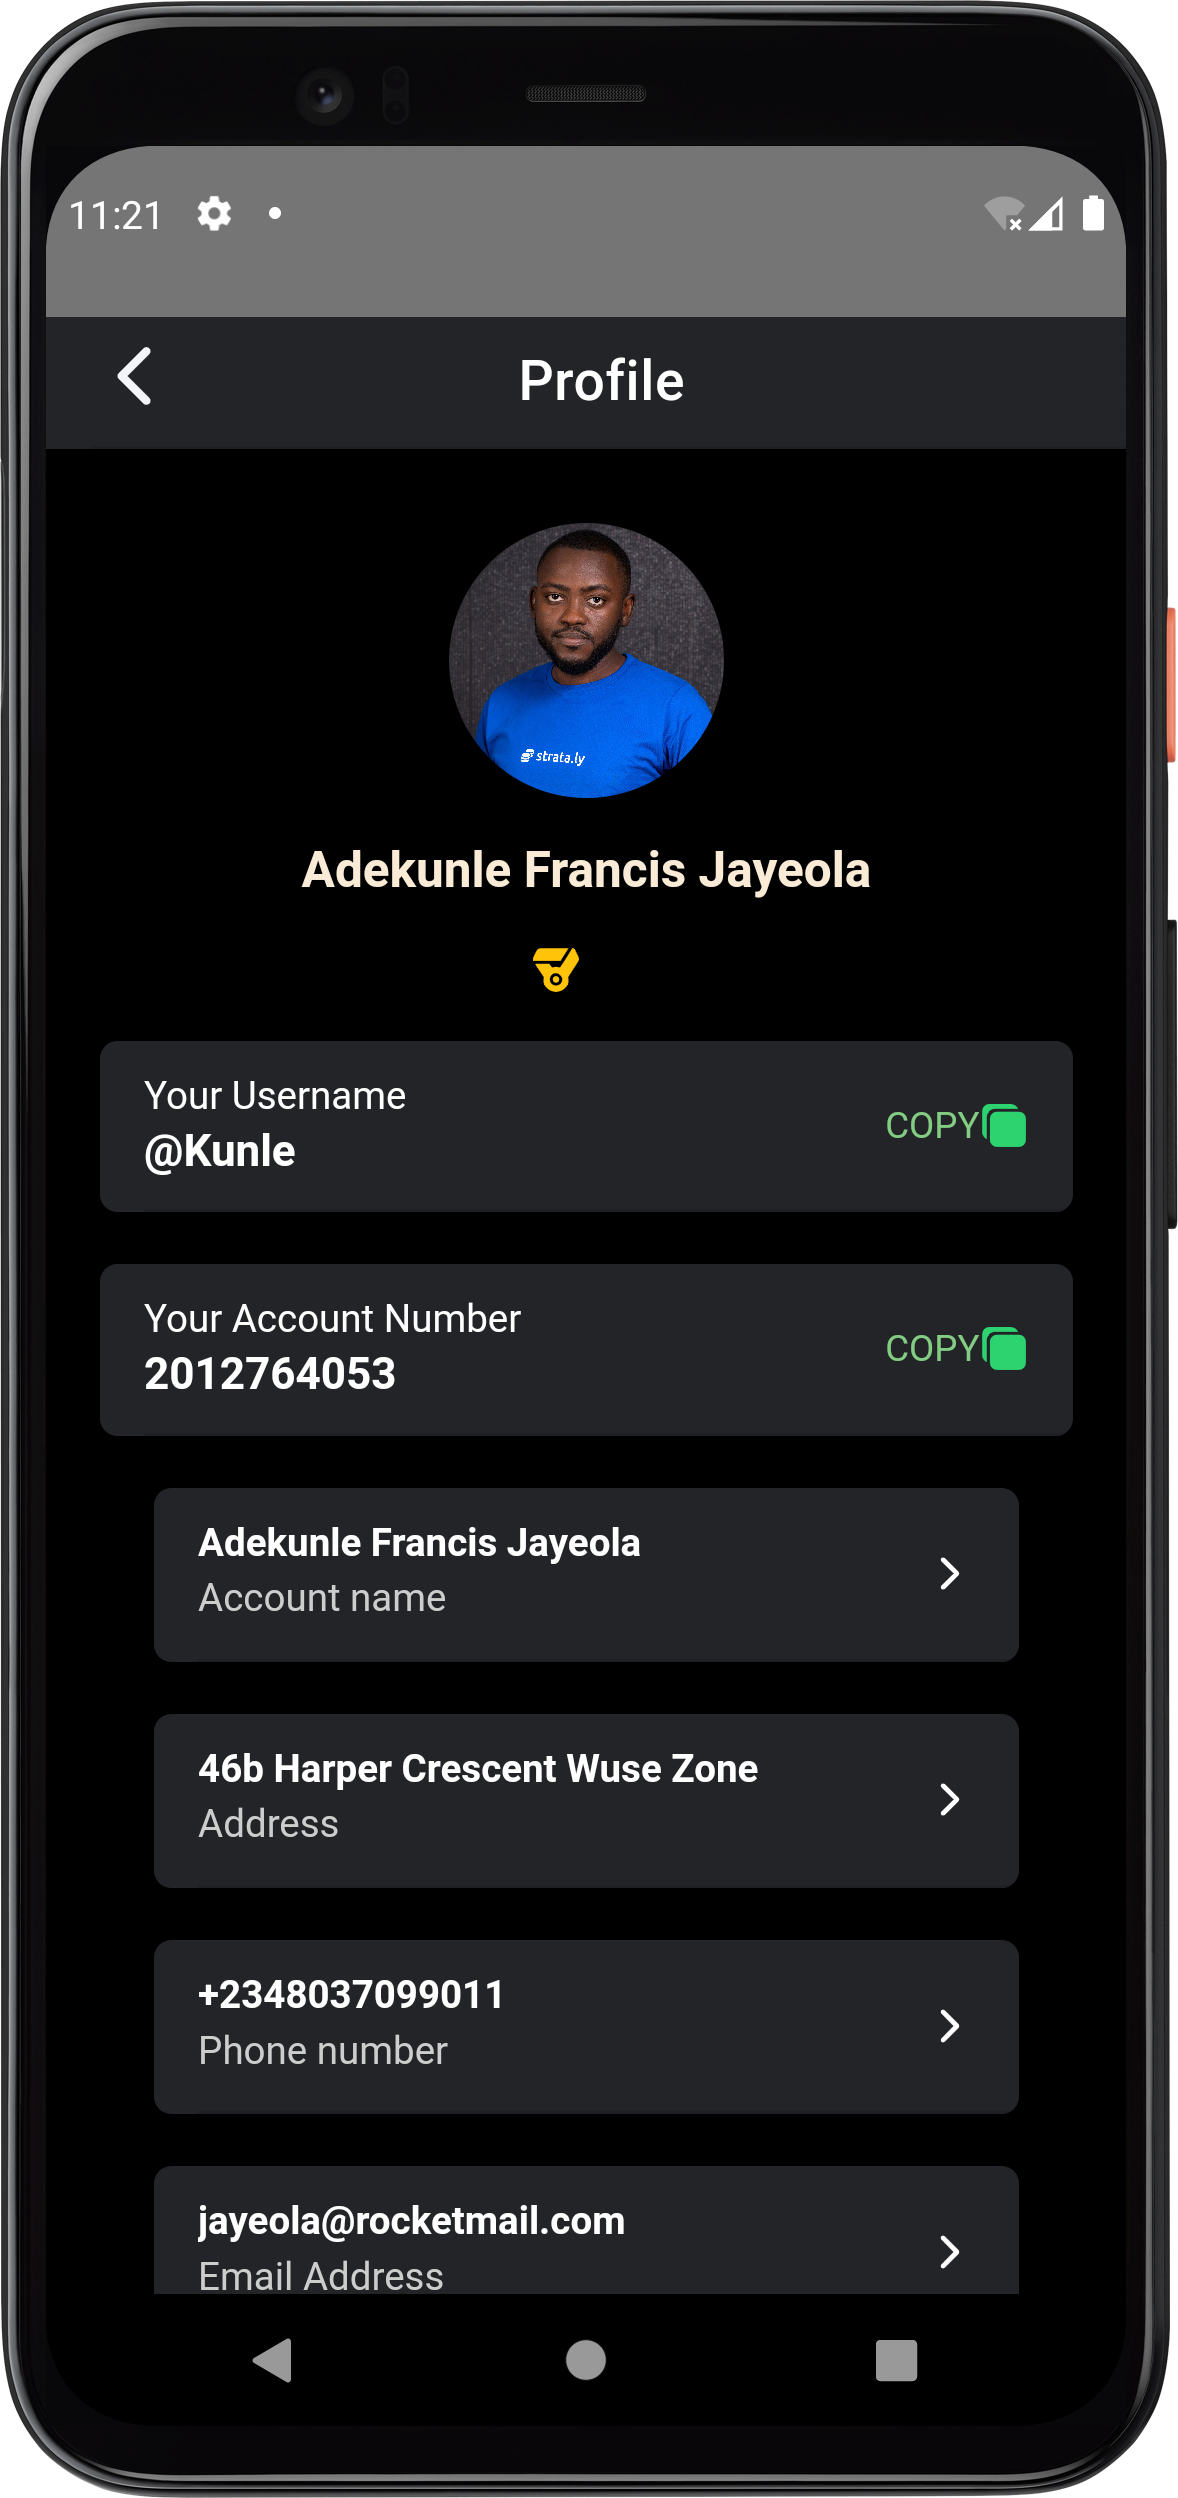 11:21
Profile
strata.ly
Adekunle Francis Jayeola
Your Username
@Kunle
COPY
Your Account Number
2012764053
COPY
Adekunle Francis Jayeola
Account name
46b Harper Crescent Wuse Zone
Address
+2348037099011
Phone number
jayeola@rocketmail.com
Email Address